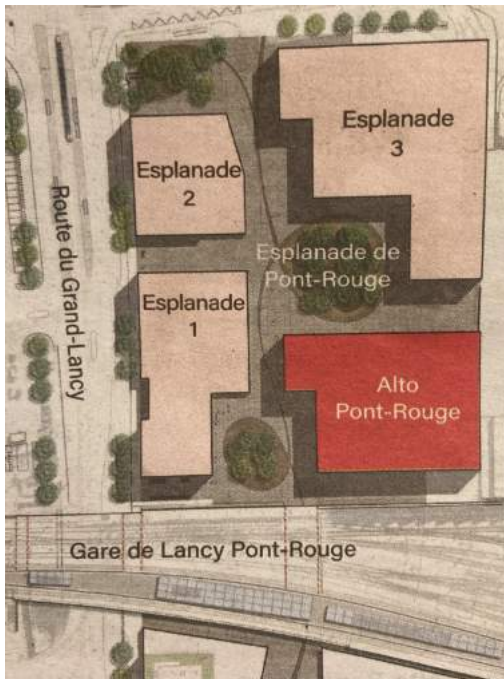 Esplanade
3
Esplanade
2
Esplanade de
Pont-Rouge
Esplanade
1
Route du Grand-Lancy
Alto
Pont-Rouge
Gare de Lancy Pont-Rouge